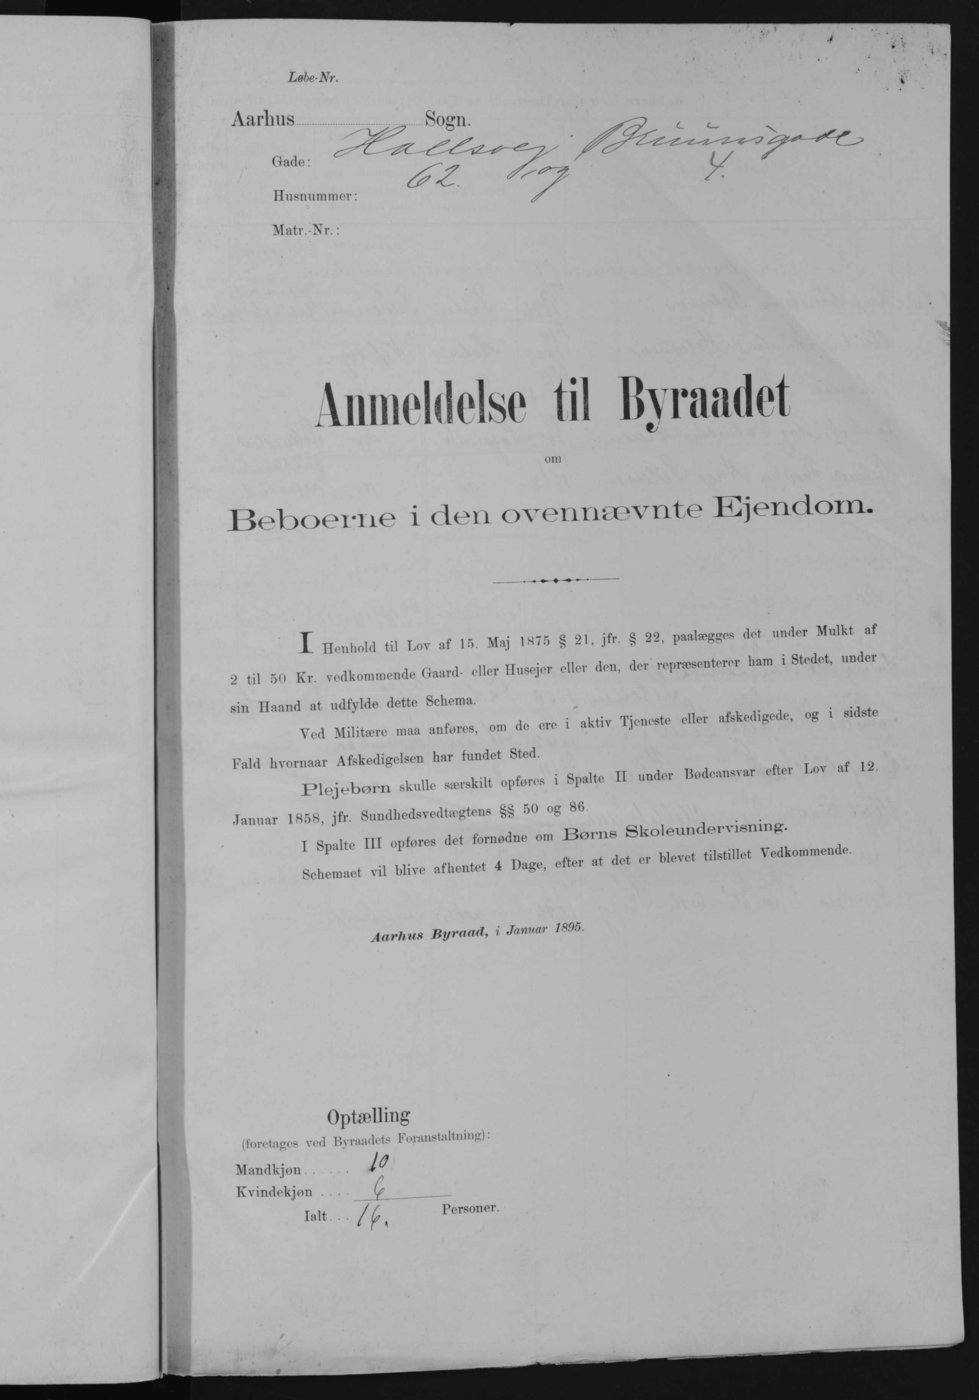 Løbe-Nr.
Aarhus Sogn.
Gade: Hallsvej Bruunsgade
Husnummer: 62. og 4.
Matr.-Nr.:
Anmeldelse til Byraadet
om
Beboerne i den ovennævnte Ejendom.
I Henhold til Lov af 15. Maj 1875 § 21, jfr. § 22, paalægges det under Mulkt af
2 til 50 Kr. vedkommende Gaard- eller Husejer eller den, der repræsenterer ham i Stedet, under
sin Haand at udfylde dette Schema.
Ved Militære maa anføres, om de ere i aktiv Tjeneste eller afskedigede, og i sidste
Fald hvornaar Afskedigelsen har fundet Sted.
Plejebørn skulle særskilt opføres i Spalte II under Bødeansvar efter Lov af 12.
Januar 1858, jfr. Sundhedsvedtægtens §§ 50 og 86.
I Spalte III opføres det fornødne om Børns Skoleundervisning.
Schemaet vil blive afhentet 4 Dage, efter at det er blevet tilstillet Vedkommende.
Aarhus Byraad, i Januar 1895.
Optælling
(foretages ved Byraadets Foranstaltning):
Mandkjøn...... 10
Kvindekjøn .... 6
Ialt... 16. Personer.